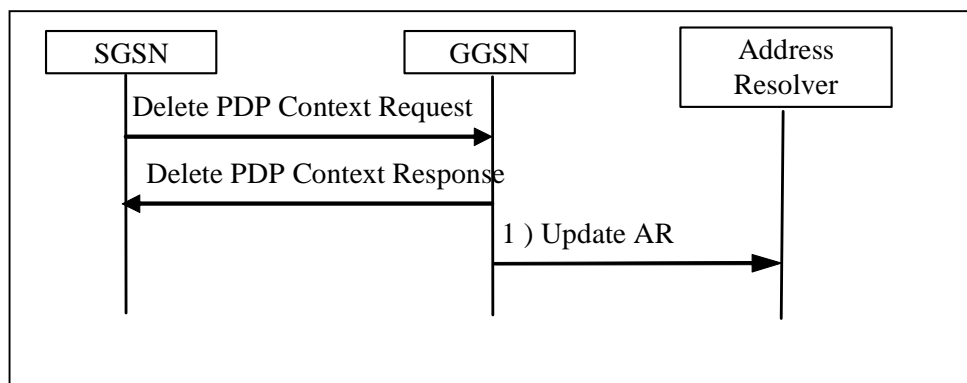 SGSN
GGSN
Address
Resolver
Delete PDP Context Request
Delete PDP Context Response
1 ) Update AR